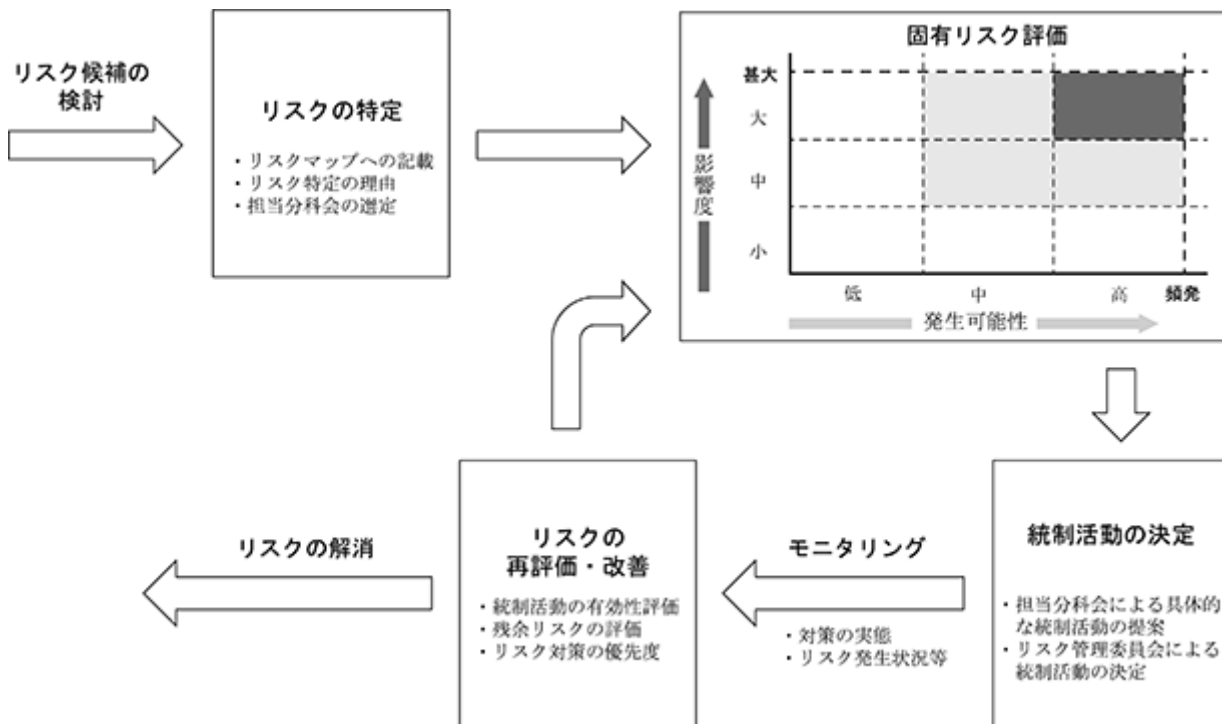 リスク候補の
検討
リスクの特定
・リスクマップへの記載
・リスク特定の理由
・担当分科会の選定
固有リスク評価
甚大
大
中
小
影響度
低
中
高
頻発
発生可能性
統制活動の決定
・担当分科会による具体的
な統制活動の提案
・リスク管理委員会による
統制活動の決定
モニタリング
・対策の実態
・リスク発生状況等
リスクの
再評価・改善
・統制活動の有効性評価
・残余リスクの評価
・リスク対策の優先度
リスクの解消